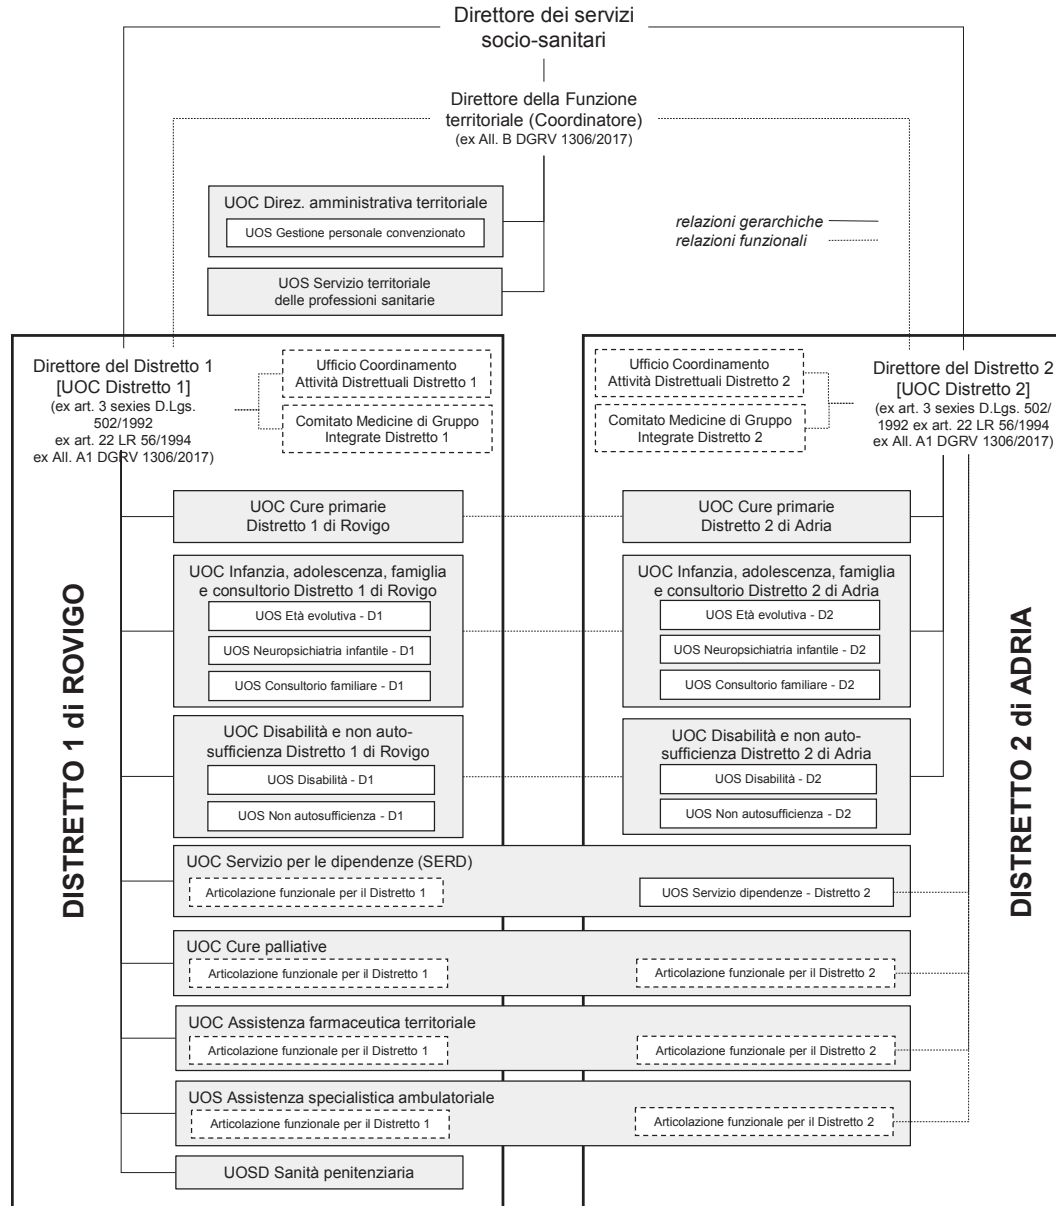 Direttore dei servizi
socio-sanitari
Direttore della Funzione
territoriale (Coordinatore)
(ex All. B DGRV 1306/2017)
UOC Direz. amministrativa territoriale
UOS Gestione personale convenzionato
relazioni gerarchiche
relazioni funzionali
UOS Servizio territoriale
delle professioni sanitarie
Direttore del Distretto 1
[UOC Distretto 1]
(ex art. 3 sexies D.Lgs.
502/1992
ex art. 22 LR 56/1994
ex All. A1 DGRV 1306/2017)
Ufficio Coordinamento
Attività Distrettuali Distretto 1
Comitato Medicine di Gruppo
Integrate Distretto 1
Ufficio Coordinamento
Attività Distrettuali Distretto 2
Comitato Medicine di Gruppo
Integrate Distretto 2
Direttore del Distretto 2
[UOC Distretto 2]
(ex art. 3 sexies D.Lgs. 502/
1992 ex art. 22 LR 56/1994
ex All. A1 DGRV 1306/2017)
DISTRETTO 1 di ROVIGO
UOC Cure primarie
Distretto 1 di Rovigo
UOC Cure primarie
Distretto 2 di Adria
UOC Infanzia, adolescenza, famiglia
e consultorio Distretto 1 di Rovigo
UOS Età evolutiva - D1
UOS Neuropsichiatria infantile - D1
UOS Consultorio familiare - D1
UOC Infanzia, adolescenza, famiglia
e consultorio Distretto 2 di Adria
UOS Età evolutiva - D2
UOS Neuropsichiatria infantile - D2
UOS Consultorio familiare - D2
UOC Disabilità e non auto-
sufficienza Distretto 1 di Rovigo
UOS Disabilità - D1
UOS Non autosufficienza - D1
UOC Disabilità e non auto-
sufficienza Distretto 2 di Adria
UOS Disabilità - D2
UOS Non autosufficienza - D2
DISTRETTO 2 di ADRIA
UOC Servizio per le dipendenze (SERD)
Articolazione funzionale per il Distretto 1
UOS Servizio dipendenze - Distretto 2
UOC Cure palliative
Articolazione funzionale per il Distretto 1
Articolazione funzionale per il Distretto 2
UOC Assistenza farmaceutica territoriale
Articolazione funzionale per il Distretto 1
Articolazione funzionale per il Distretto 2
UOS Assistenza specialistica ambulatoriale
Articolazione funzionale per il Distretto 1
Articolazione funzionale per il Distretto 2
UOSD Sanità penitenziaria